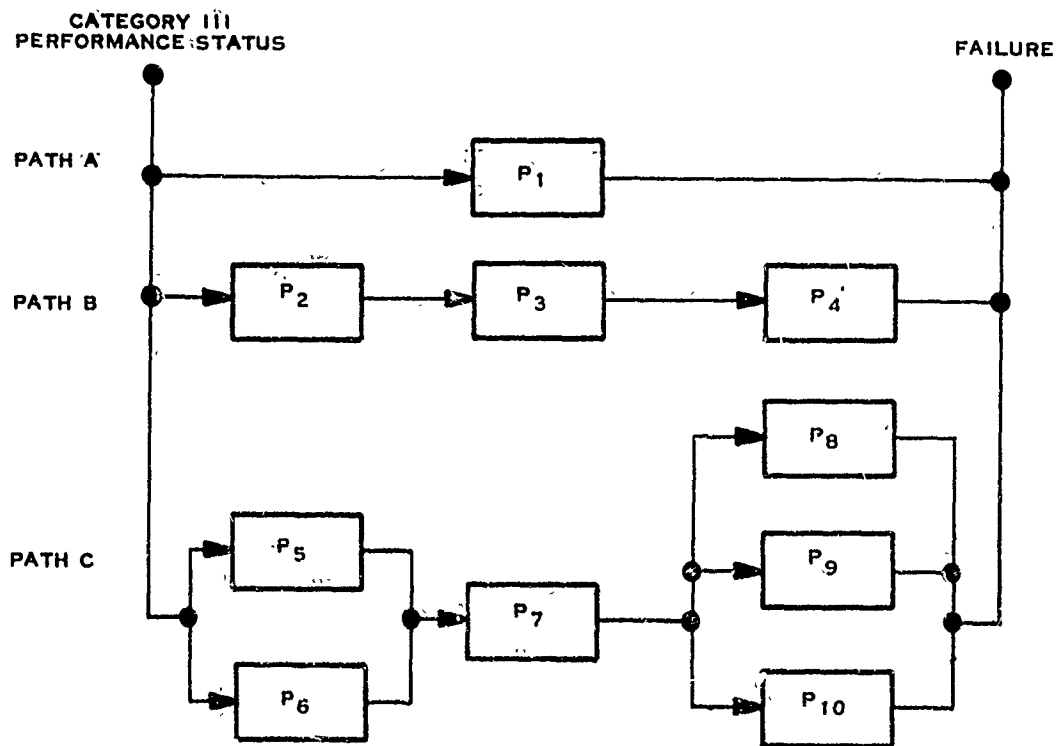 CATEGORY III
PERFORMANCE STATUS
FAILURE
PATH A
P1
PATH B
P2
P3
P4
P8
PATH C
P5
P9
P7
P6
P10